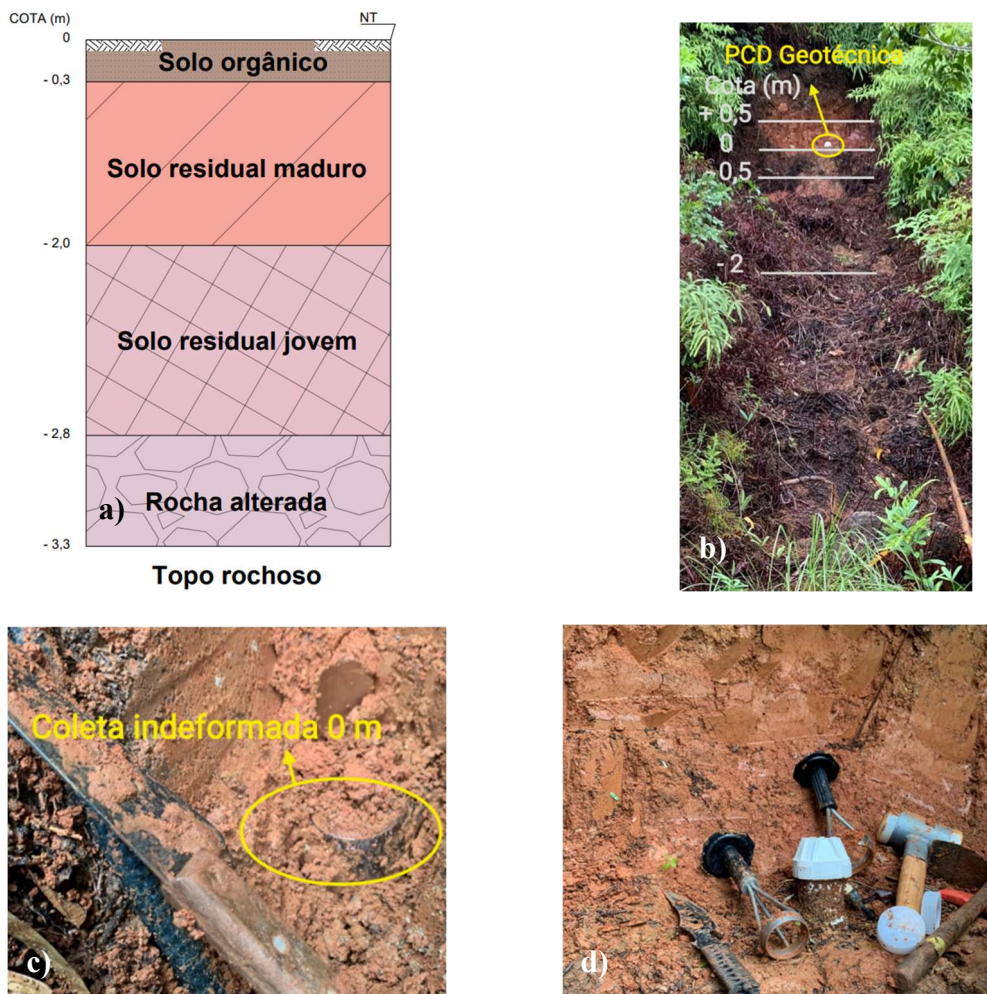 COTA (m)
NT
0
Solo orgânico
- 0,3
Solo residual maduro
- 2,0
Solo residual jovem
- 2,8
Rocha alterada
a)
- 3,3
Topo rochoso
PCD Geotécnica
Cota (m)
+ 0,5
0
- 0,5
- 2
b)
Coleta indeformada 0 m
c)
d)